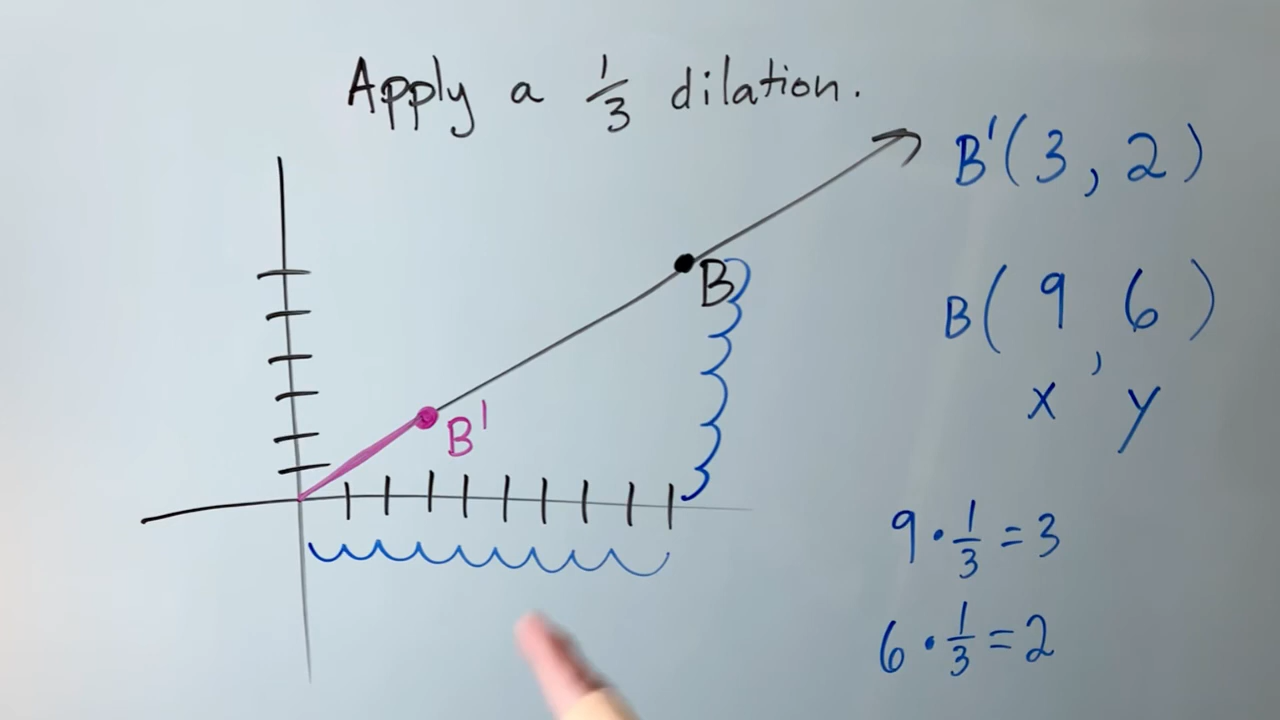 Apply a 1/3 dilation.
B'(3, 2)
B(9, 6)
x y
B
B'
9 · 1/3 = 3
6 · 1/3 = 2